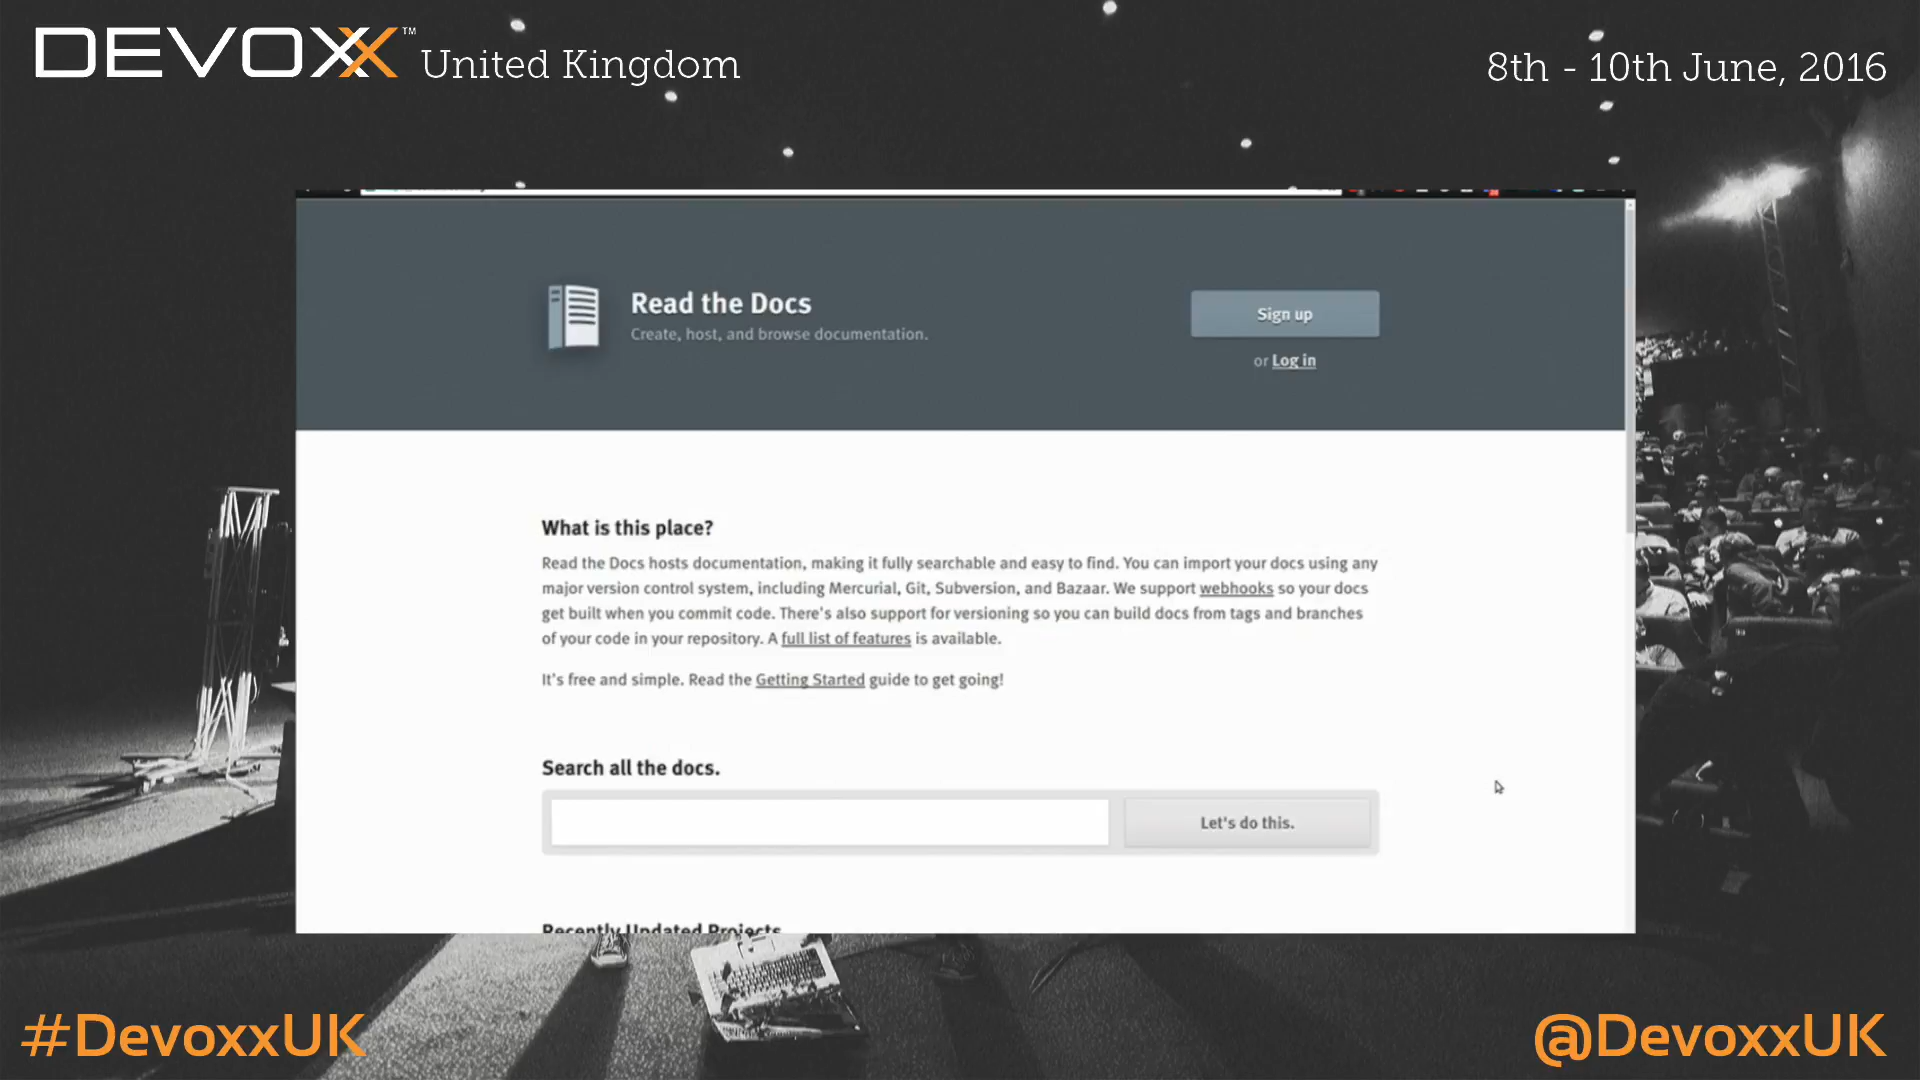 DEVOXX™ United Kingdom
8th - 10th June, 2016
Read the Docs
Create, host, and browse documentation.
Sign up
or Log in
What is this place?
Read the Docs hosts documentation, making it fully searchable and easy to find. You can import your docs using any
major version control system, including Mercurial, Git, Subversion, and Bazaar. We support webhooks so your docs
get built when you commit code. There's also support for versioning so you can build docs from tags and branches
of your code in your repository. A full list of features is available.
It's free and simple. Read the Getting Started guide to get going!
Search all the docs.
Let's do this.
Recently Updated Projects
#DevoxxUK
@DevoxxUK